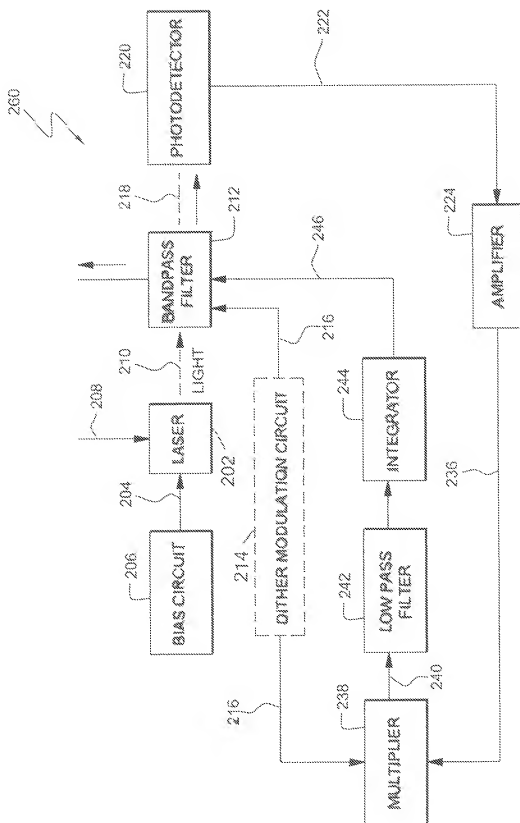 260
206
BIAS CIRCUIT
204
208
LASER
202
210
LIGHT
BANDPASS
FILTER
212
218
220
PHOTODETECTOR
222
216
214
DITHER MODULATION CIRCUIT
216
246
238
MULTIPLIER
240
242
LOW PASS
FILTER
244
INTEGRATOR
224
AMPLIFIER
236